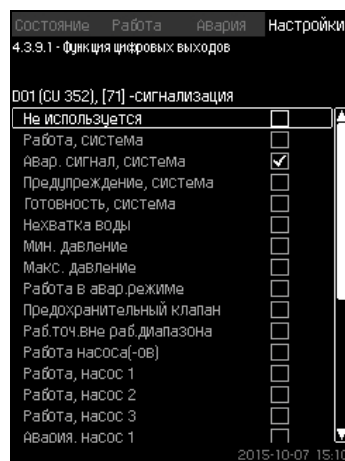 Состояние Работа Авария Настройки
4.3.9.1 - Функция цифровых выходов
DO1 (CU 352), [71] -сигнализация
Не используется
Работа, система
Авар. сигнал, система
Предупреждение, система
Готовность, система
Нехватка воды
Мин. давление
Макс. давление
Работа в авар.режиме
Предохранительный клапан
Раб.точ.вне раб.диапазона
Работа насоса(-ов)
Работа, насос 1
Работа, насос 2
Работа, насос 3
Авария, насос 1
2015-10-07 15:10